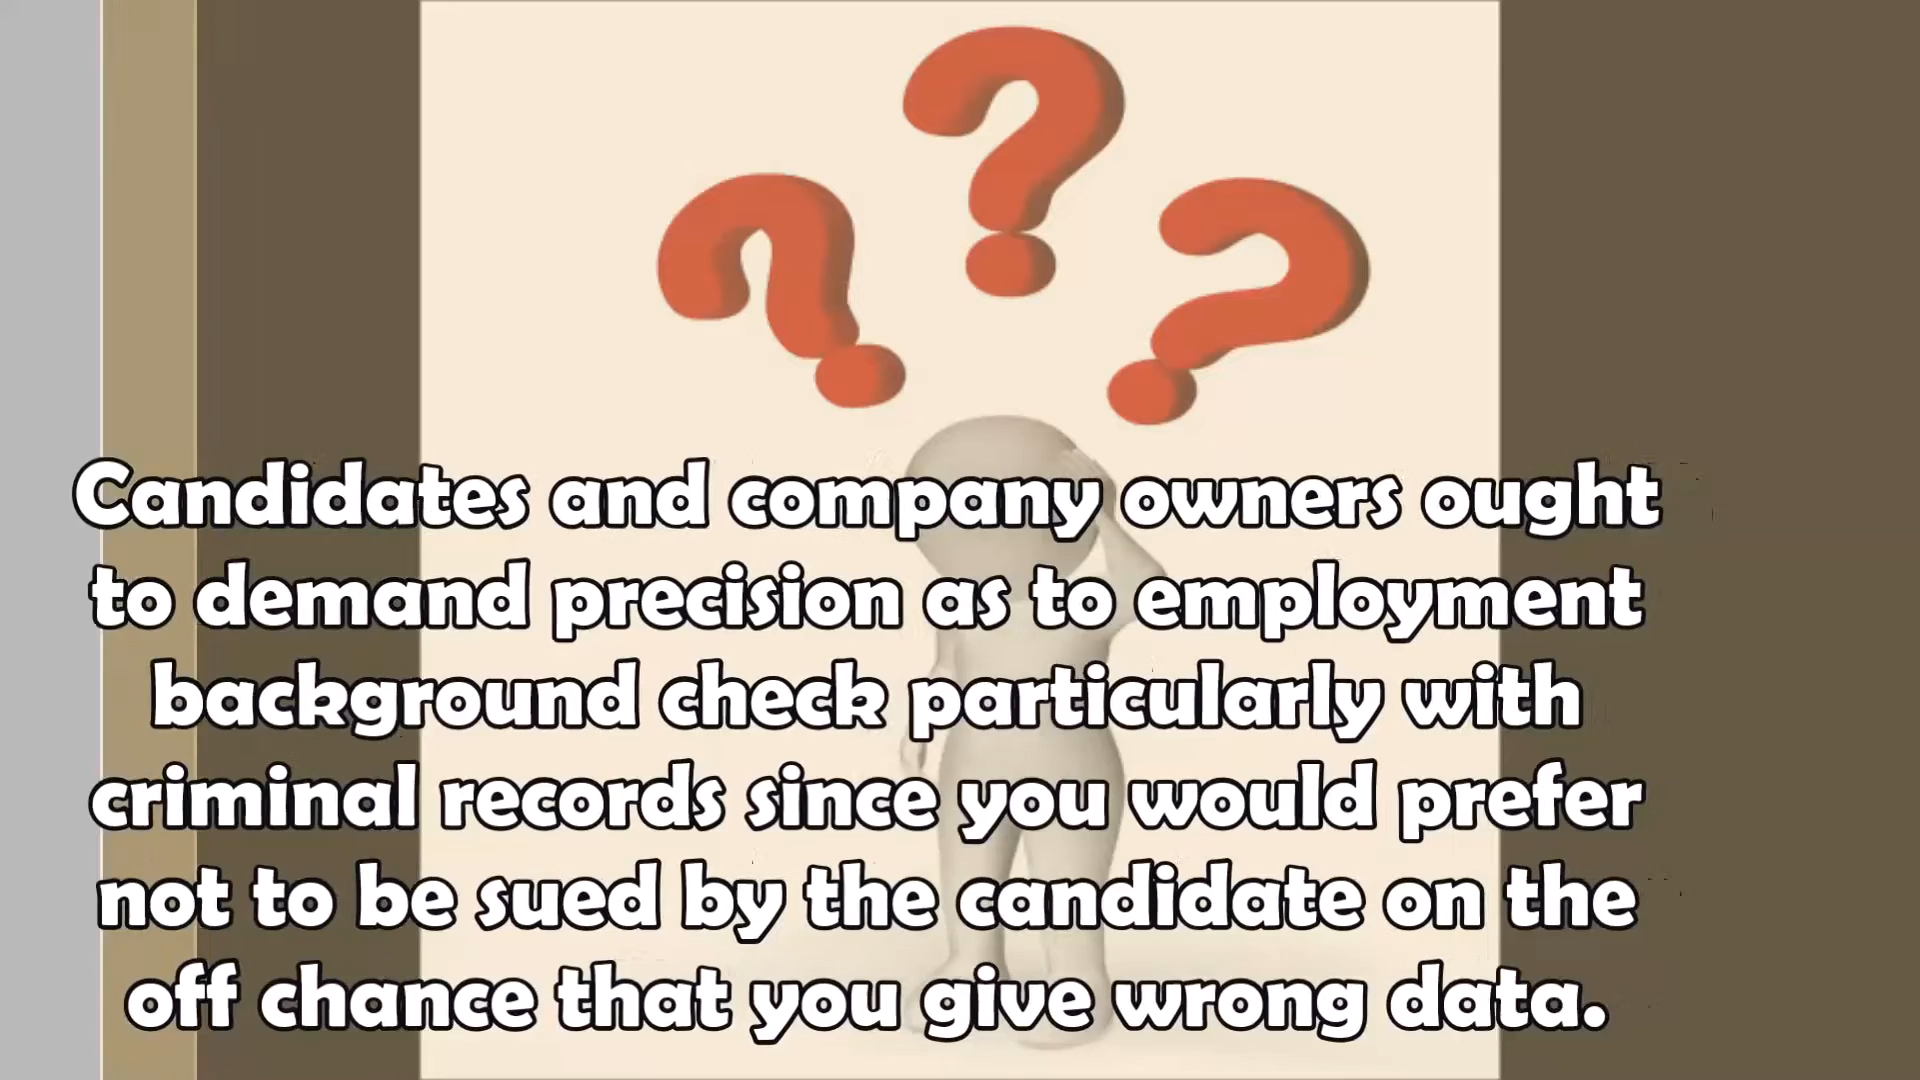 Candidates and company owners ought
to demand precision as to employment
background check particularly with
criminal records since you would prefer
not to be sued by the candidate on the
off chance that you give wrong data.